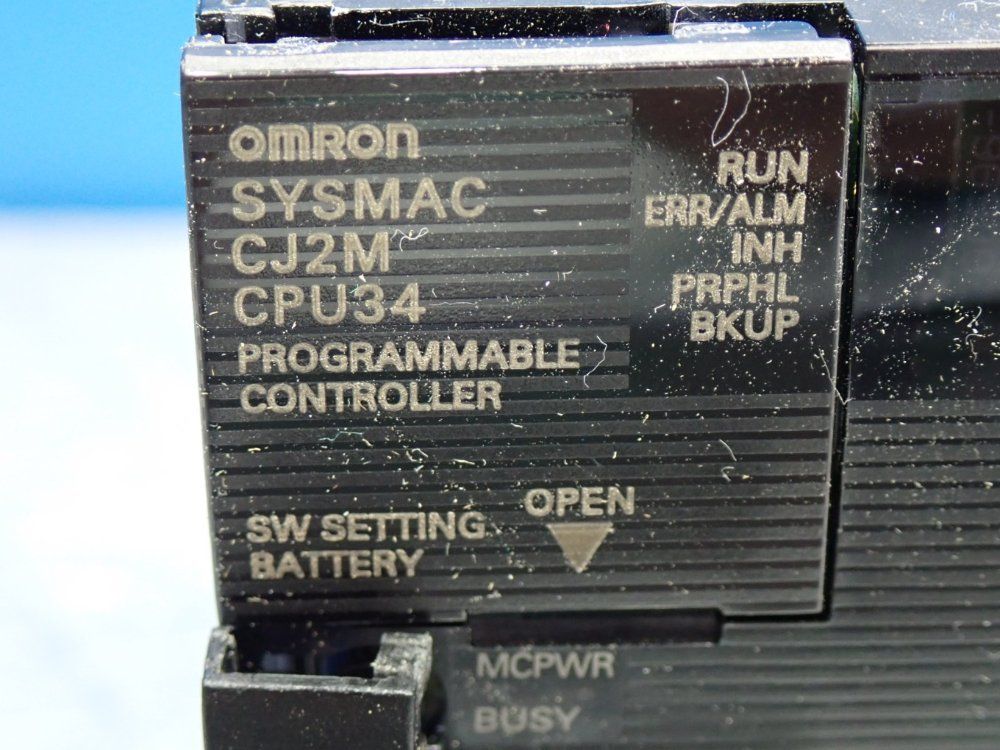 omron
SYSMAC
CJ2M
CPU34
PROGRAMMABLE
CONTROLLER
RUN
ERR/ALM
INH
PRPHL
BKUP
OPEN
SW SETTING
BATTERY
MCPWR
BUSY